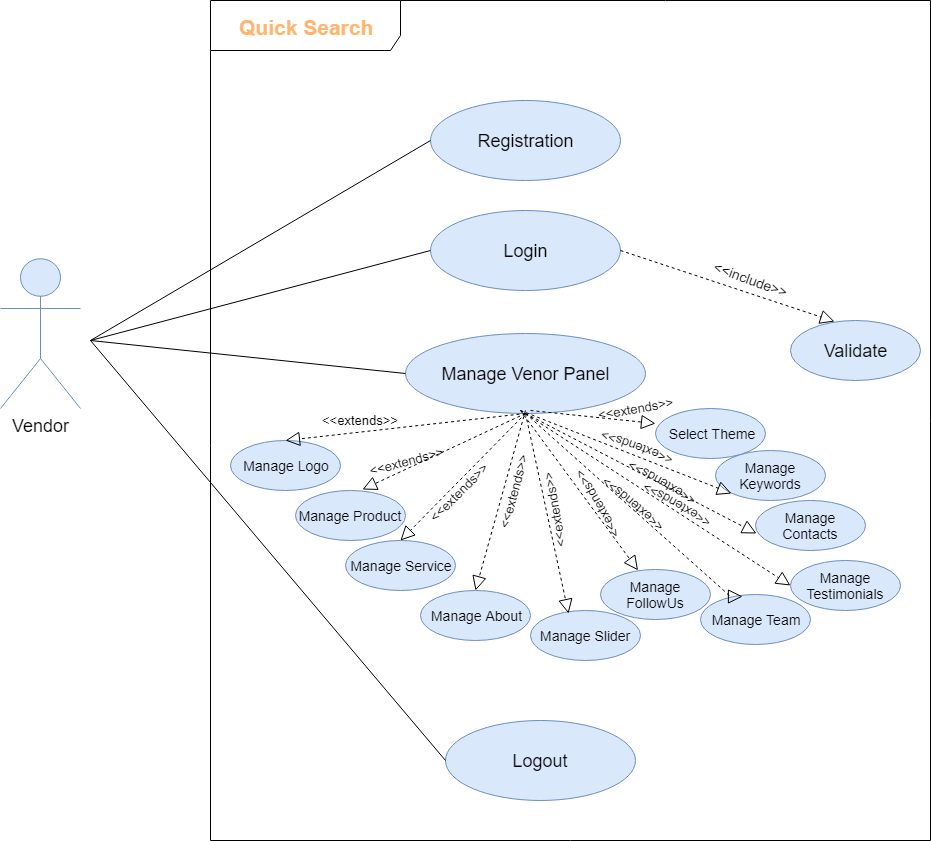 Quick Search
Registration
Login
<<include>>
Validate
Vendor
Manage Venor Panel
<<extends>>
<<extends>>
Select Theme
<<extends>>
Manage Logo
<<extends>>
Manage
Keywords
<<extends>>
Manage Product
<<extends>>
<<extends>>
Manage
Contacts
<<extends>>
Manage Service
<<extends>>
<<extends>>
<<extends>>
<<extends>>
Manage
Testimonials
Manage About
Manage Slider
Manage
FollowUs
Manage Team
Logout